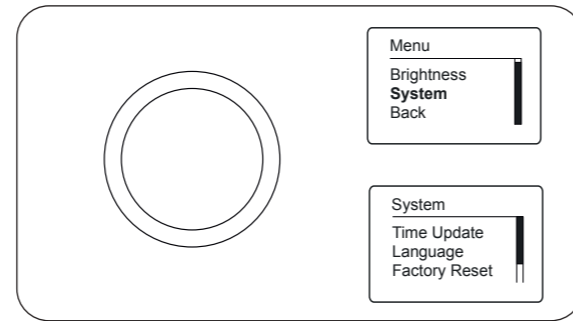 Menu
Brightness
System
Back
System
Time Update
Language
Factory Reset